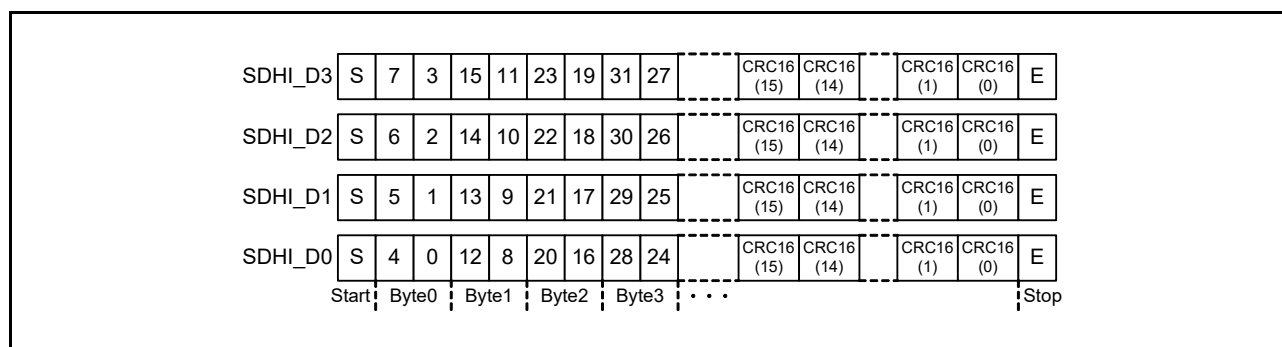 SDHI_D3 S 7 3 15 11 23 19 31 27 CRC16 (15) CRC16 (14) CRC16 (1) CRC16 (0) E
SDHI_D2 S 6 2 14 10 22 18 30 26 CRC16 (15) CRC16 (14) CRC16 (1) CRC16 (0) E
SDHI_D1 S 5 1 13 9 21 17 29 25 CRC16 (15) CRC16 (14) CRC16 (1) CRC16 (0) E
SDHI_D0 S 4 0 12 8 20 16 28 24 CRC16 (15) CRC16 (14) CRC16 (1) CRC16 (0) E
Start Byte0 Byte1 Byte2 Byte3 · · · Stop